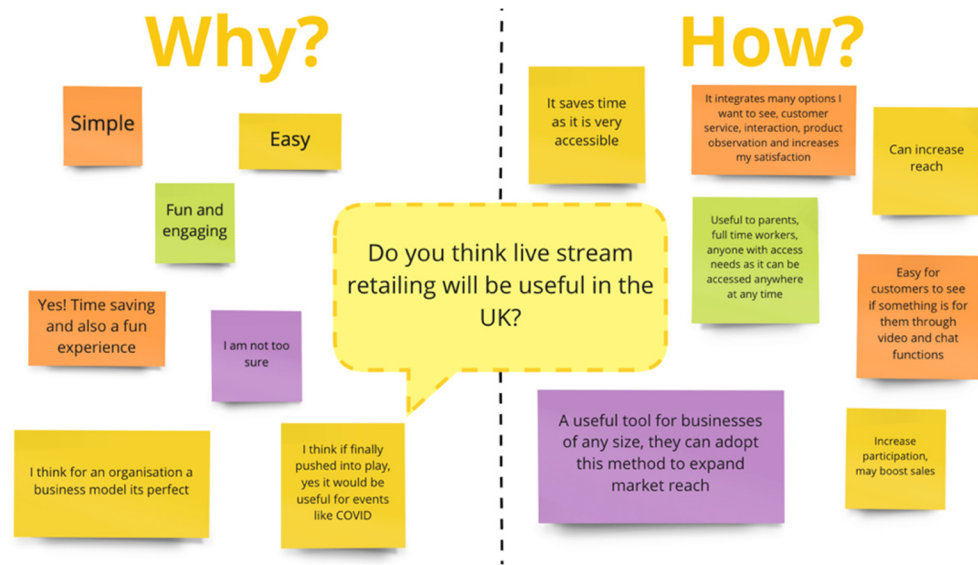 Why?
Simple
Easy
Fun and
engaging
Yes! Time saving
and also a fun
experience
I am not too
sure
I think for an organisation a
business model its perfect
I think if finally
pushed into play,
yes it would be
useful for events
like COVID
Do you think live stream
retailing will be useful in the
UK?
How?
It saves time
as it is very
accessible
It integrates many options I
want to see, customer
service, interaction, product
observation and increases
my satisfaction
Can increase
reach
Useful to parents,
full time workers,
anyone with access
needs as it can be
accessed anywhere
at any time
Easy for
customers to see
if something is for
them through
video and chat
functions
A useful tool for businesses
of any size, they can adopt
this method to expand
market reach
Increase
participation,
may boost sales